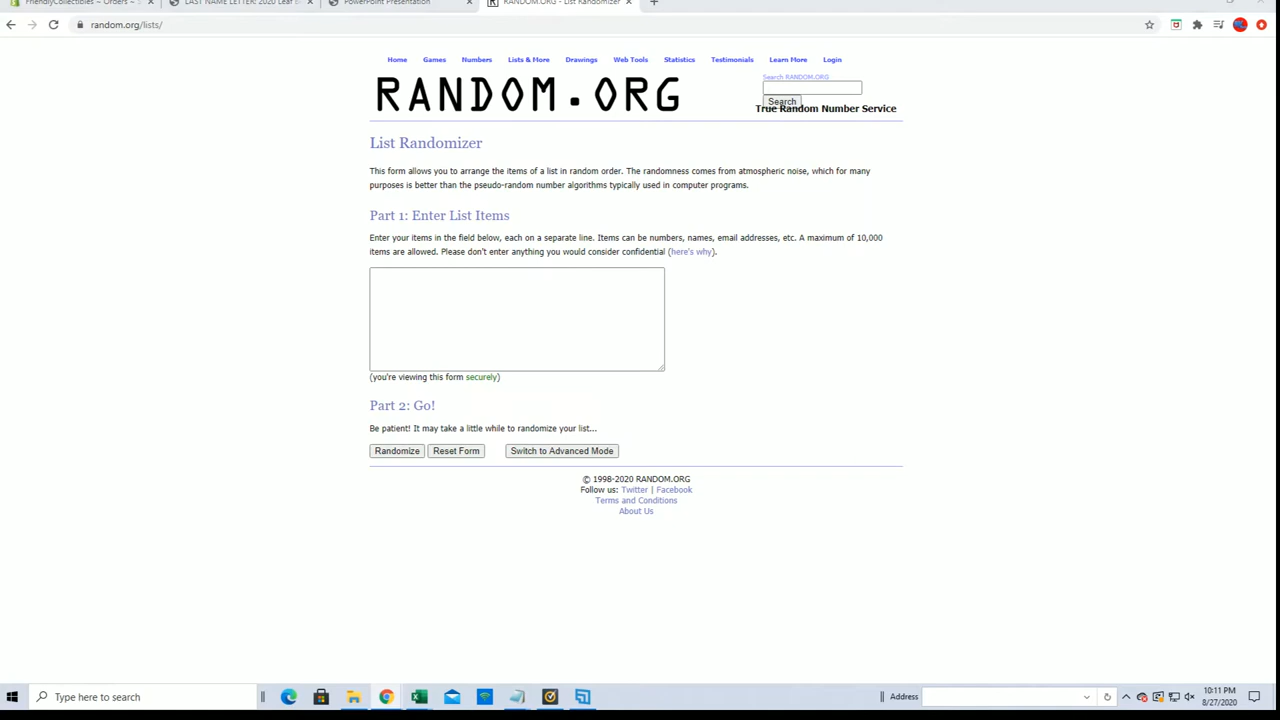 FriendlyCollectibles ~ Orders ~
LAST NAME LETTER: 2020 Leaf
PowerPoint Presentation
RANDOM.ORG - List Randomizer
random.org/lists/
Home Games Numbers Lists & More Drawings Web Tools Statistics Testimonials Learn More Login
Search RANDOM.ORG
RANDOM.ORG
Search
True Random Number Service
List Randomizer
This form allows you to arrange the items of a list in random order. The randomness comes from atmospheric noise, which for many
purposes is better than the pseudo-random number algorithms typically used in computer programs.
Part 1: Enter List Items
Enter your items in the field below, each on a separate line. Items can be numbers, names, email addresses, etc. A maximum of 10,000
items are allowed. Please don't enter anything you would consider confidential (here's why).
(you're viewing this form securely)
Part 2: Go!
Be patient! It may take a little while to randomize your list...
Randomize Reset Form Switch to Advanced Mode
© 1998-2020 RANDOM.ORG
Follow us: Twitter | Facebook
Terms and Conditions
About Us
Type here to search
Address
10:11 PM
8/27/2020